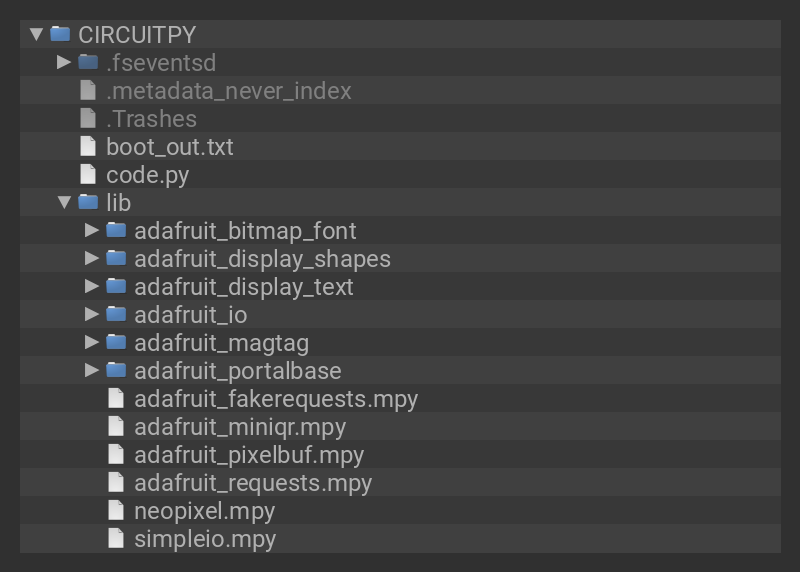 CIRCUITPY
.fseventsd
.metadata_never_index
.Trashes
boot_out.txt
code.py
lib
adafruit_bitmap_font
adafruit_display_shapes
adafruit_display_text
adafruit_io
adafruit_magtag
adafruit_portalbase
adafruit_fakerequests.mpy
adafruit_miniqr.mpy
adafruit_pixelbuf.mpy
adafruit_requests.mpy
neopixel.mpy
simpleio.mpy